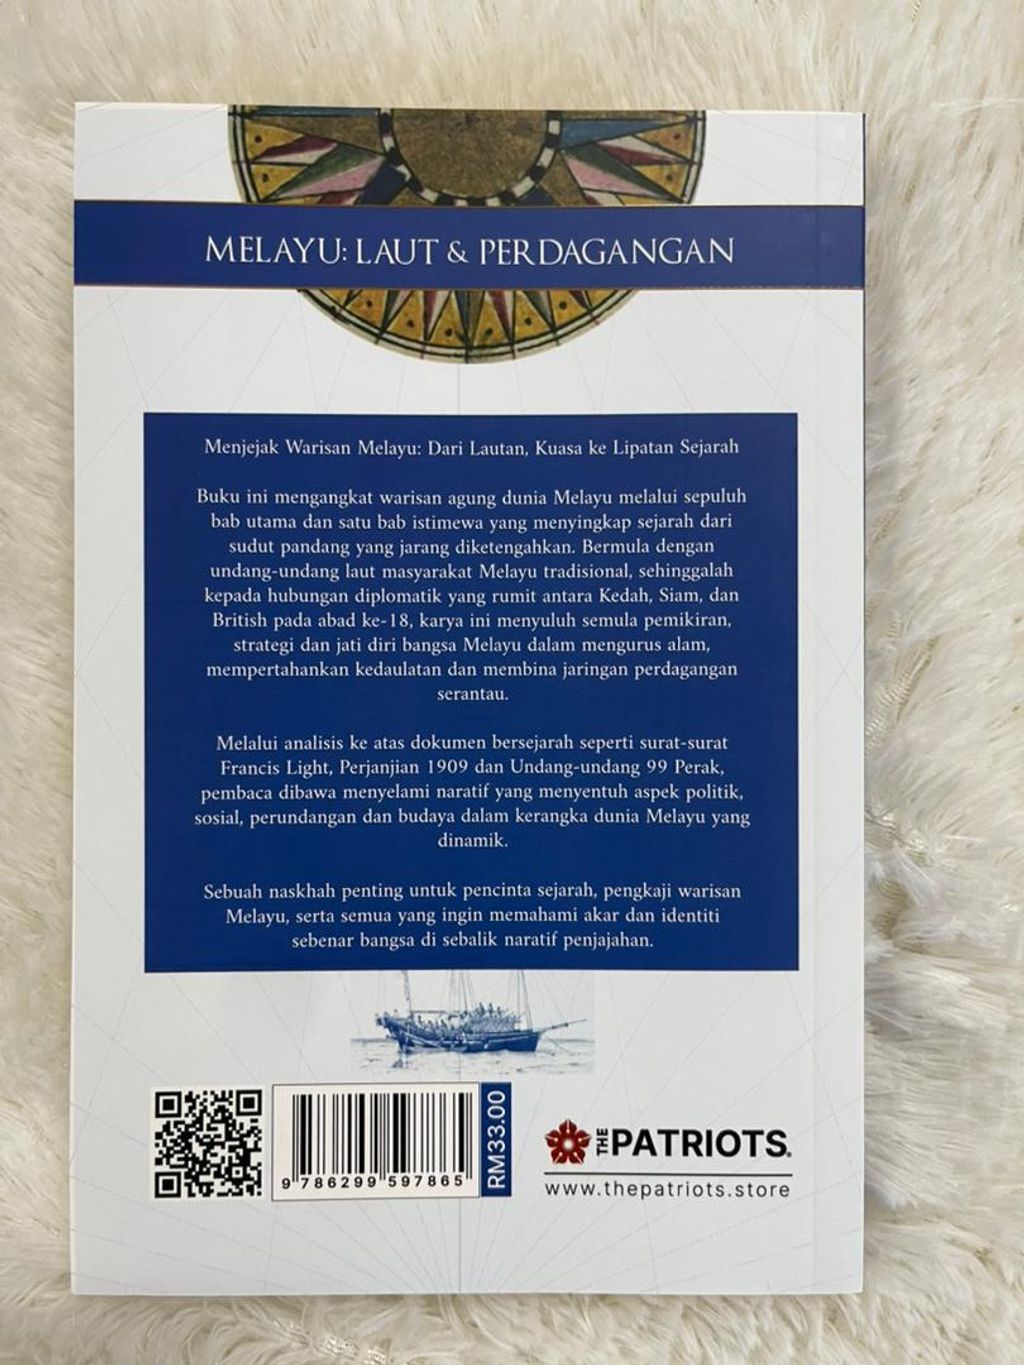 MELAYU: LAUT & PERDAGANGAN
Menjejak Warisan Melayu: Dari Lautan, Kuasa ke Lipatan Sejarah
Buku ini mengangkat warisan agung dunia Melayu melalui sepuluh
bab utama dan satu bab istimewa yang menyingkap sejarah dari
sudut pandang yang jarang diketengahkan. Bermula dengan
undang-undang laut masyarakat Melayu tradisional, sehinggalah
kepada hubungan diplomatik yang rumit antara Kedah, Siam, dan
British pada abad ke-18, karya ini menyuluh semula pemikiran,
strategi dan jati diri bangsa Melayu dalam mengurus alam,
mempertahankan kedaulatan dan membina jaringan perdagangan
serantau.
Melalui analisis ke atas dokumen bersejarah seperti surat-surat
Francis Light, Perjanjian 1909 dan Undang-undang 99 Perak,
pembaca dibawa menyelami naratif yang menyentuh aspek politik,
sosial, perundangan dan budaya dalam kerangka dunia Melayu yang
dinamik.
Sebuah naskhah penting untuk pencinta sejarah, pengkaji warisan
Melayu, serta semua yang ingin memahami akar dan identiti
sebenar bangsa di sebalik naratif penjajahan.
9 786299 597865
RM33.00
THE PATRIOTS.
www.thepatriots.store